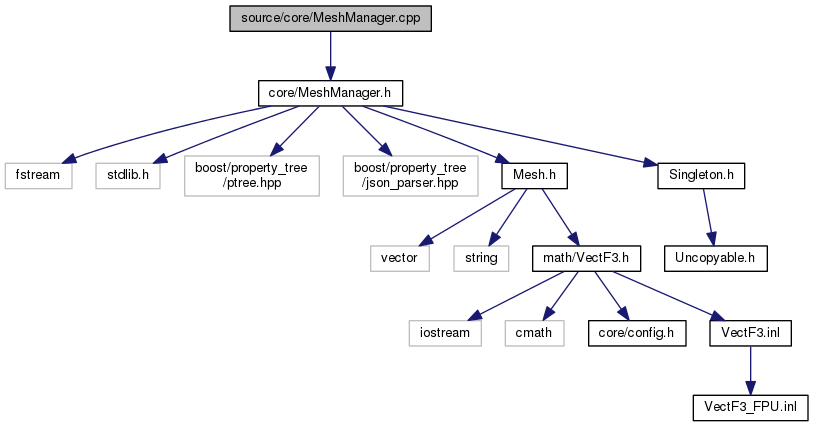 source/core/MeshManager.cpp
core/MeshManager.h
fstream
stdlib.h
boost/property_tree
/ptree.hpp
boost/property_tree
/json_parser.hpp
Mesh.h
Singleton.h
vector
string
math/VectF3.h
Uncopyable.h
iostream
cmath
core/config.h
VectF3.inl
VectF3_FPU.inl